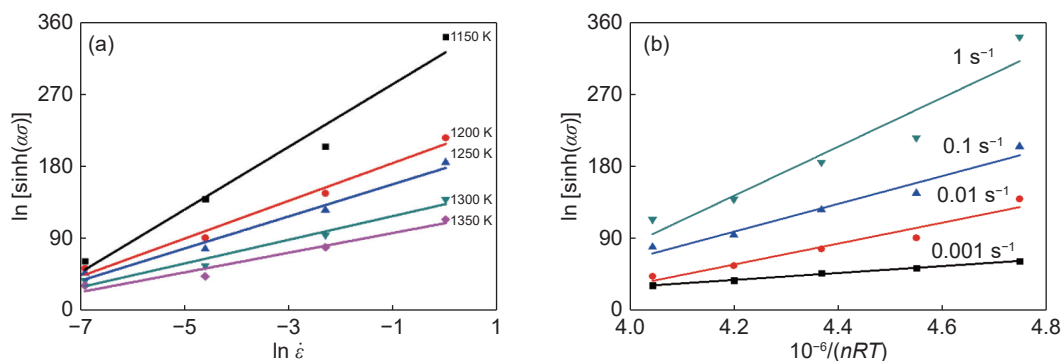 (a)
ln [sinh(ασ)]
360
270
180
90
0
1150 K
1200 K
1250 K
1300 K
1350 K
−7
−5
−3
−1
1
ln ε̇
(b)
ln [sinh(ασ)]
360
270
180
90
0
1 s⁻¹
0.1 s⁻¹
0.01 s⁻¹
0.001 s⁻¹
4.0
4.2
4.4
4.6
4.8
10⁻⁶/(nRT)